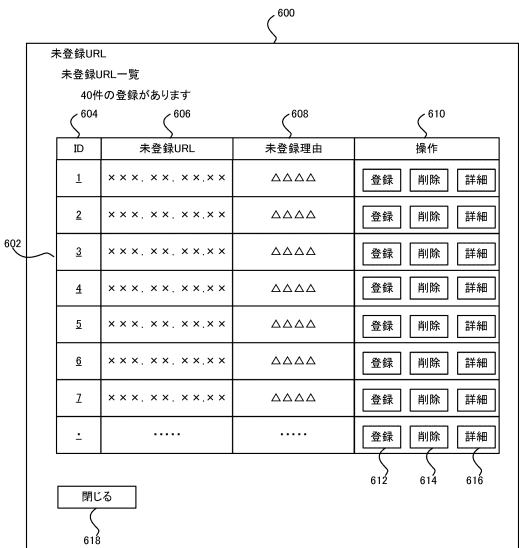 600
未登録URL
未登録URL一覧
40件の登録があります
604 606 608 610
ID 未登録URL 未登録理由 操作
1 ×××. ××. ××.×× △△△△ 登録 削除 詳細
2 ×××. ××. ××.×× △△△△ 登録 削除 詳細
602
3 ×××. ××. ××.×× △△△△ 登録 削除 詳細
4 ×××. ××. ××.×× △△△△ 登録 削除 詳細
5 ×××. ××. ××.×× △△△△ 登録 削除 詳細
6 ×××. ××. ××.×× △△△△ 登録 削除 詳細
7 ×××. ××. ××.×× △△△△ 登録 削除 詳細
・ ・・・・・ ・・・・・ 登録 削除 詳細
612 614 616
閉じる
618